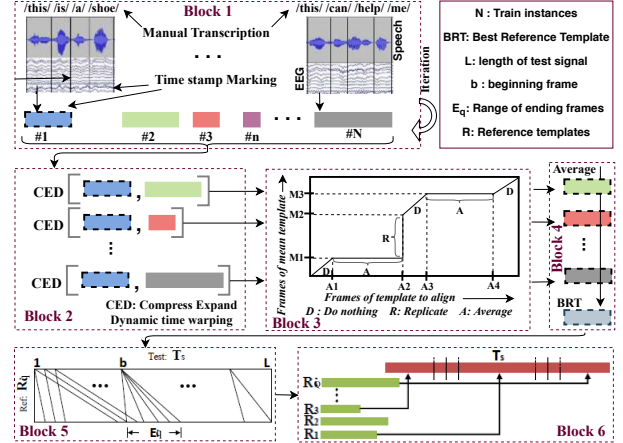 Block 1
/this/ /is/ /a/ /shoe/
Manual Transcription
/this/ /can/ /help/ /me/
. . .
Speech
EEG
Time stamp Marking
Iteration
#1 #2 #3 #n #N
N : Train instances
BRT: Best Reference Template
L: length of test signal
b : beginning frame
Eq: Range of ending frames
R: Reference templates
CED [ , ]
CED [ , ]
CED [ , ]
CED: Compress Expand
Dynamic time warping
Block 2
Frames of mean template
M3
M2
M1
D
A
R
D
A
D
A1 A2 A3 A4
Frames of template to align
D : Do nothing R: Replicate A: Average
Block 3
Average
Block 4
BRT
Test: Ts
1 b L
Ref: Rq
... ...
Eq
Block 5
Ts
R3
R2
R1
Block 6